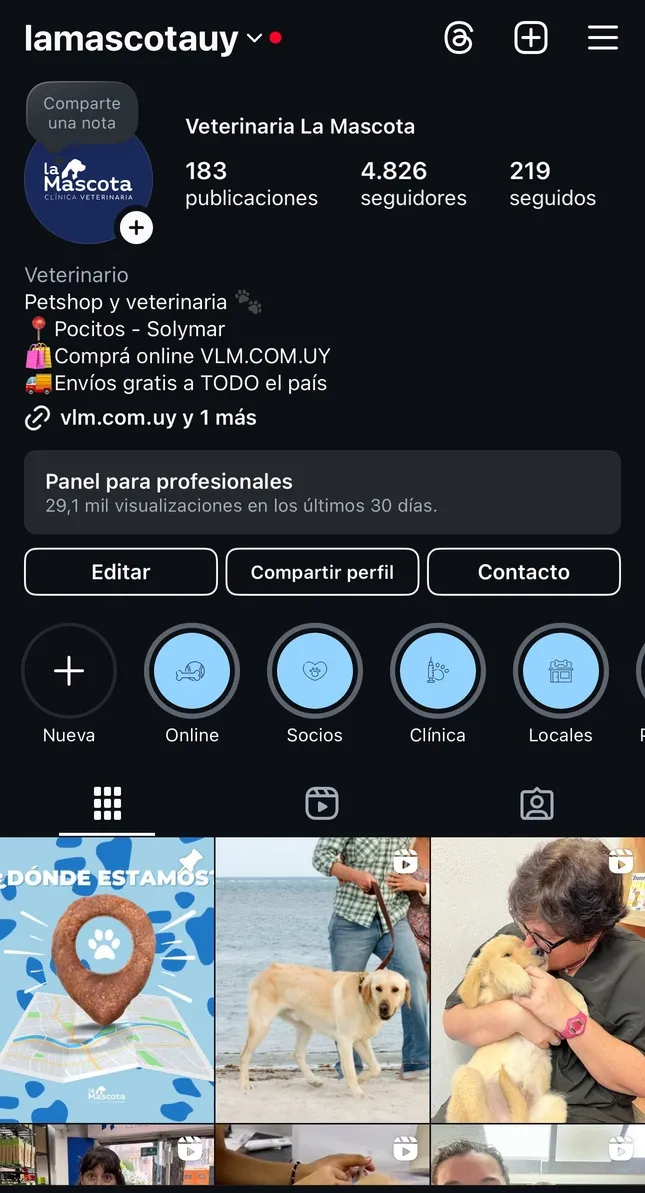 lamascotauy
Comparte
una nota
la
Mascota
CLÍNICA VETERINARIA
Veterinaria La Mascota
183
publicaciones
4.826
seguidores
219
seguidos
Veterinario
Petshop y veterinaria 🐾
📍Pocitos - Solymar
🛍️Comprá online VLM.COM.UY
🚚Envíos gratis a TODO el país
vlm.com.uy y 1 más
Panel para profesionales
29,1 mil visualizaciones en los últimos 30 días.
Editar
Compartir perfil
Contacto
Nueva
Online
Socios
Clínica
Locales
¿DÓNDE ESTAMOS
la
Mascota